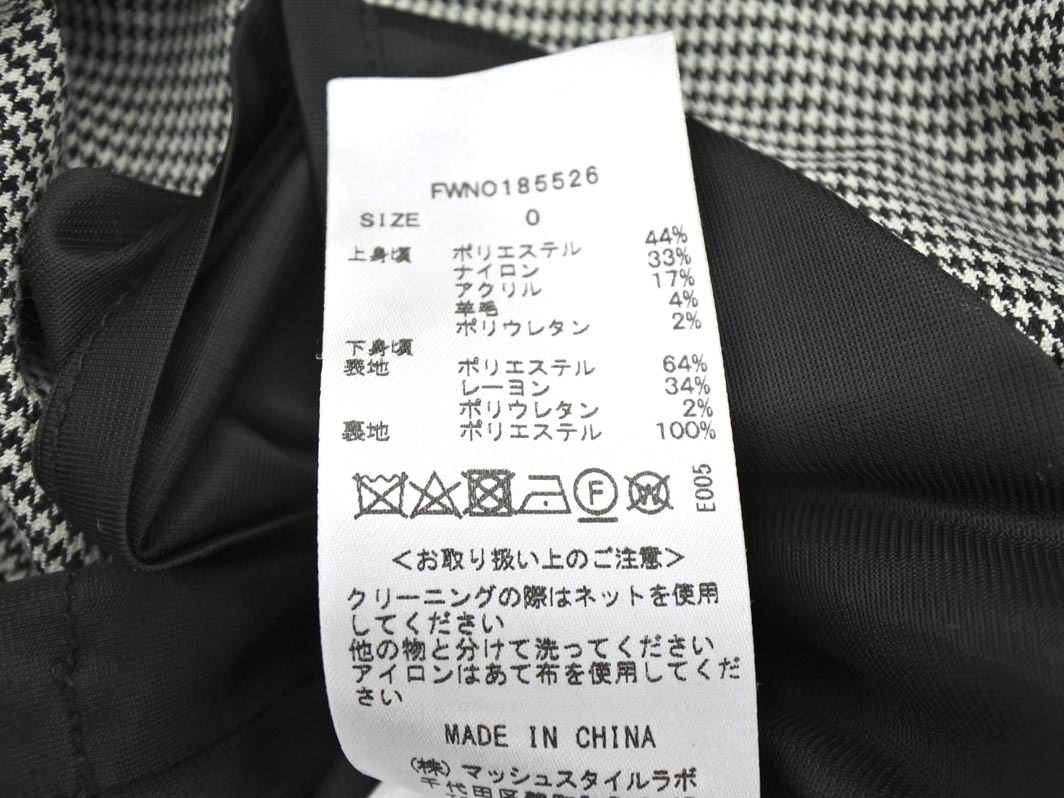 FWNO185526
SIZE 0
上身頃 ポリエステル 44%
ナイロン 33%
アクリル 17%
羊毛 4%
ポリウレタン 2%
下身頃
表地 ポリエステル 64%
レーヨン 34%
ポリウレタン 2%
裏地 ポリエステル 100%
F W E005
<お取り扱い上のご注意>
クリーニングの際はネットを使用
してください
他の物と分けて洗ってください
アイロンはあて布を使用してくだ
さい
MADE IN CHINA
(株)マッシュスタイルラボ
千代田区麹町